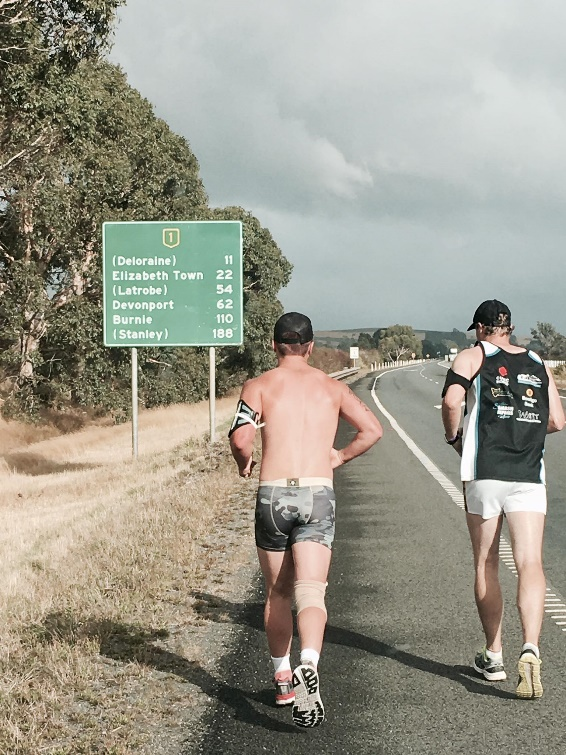 1
(Deloraine) 11
Elizabeth Town 22
(Latrobe) 54
Devonport 62
Burnie 110
(Stanley) 188